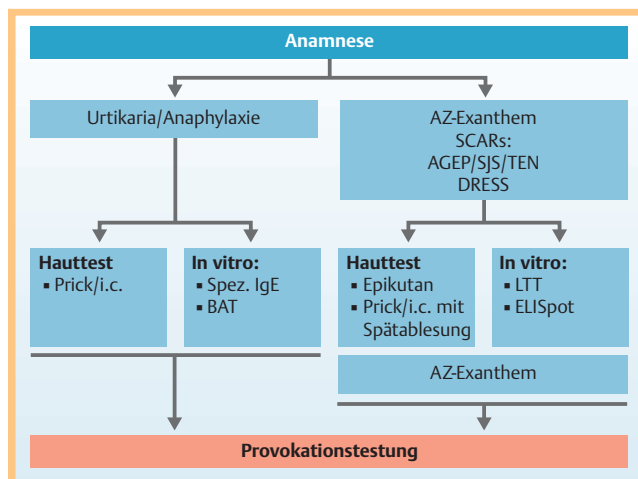 Anamnese
Urtikaria/Anaphylaxie
AZ-Exanthem
SCARs:
AGEP/SJS/TEN
DRESS
Hauttest
▪ Prick/i.c.
In vitro:
▪ Spez. IgE
▪ BAT
Hauttest
▪ Epikutan
▪ Prick/i.c. mit
Spätablesung
In vitro:
▪ LTT
▪ ELISpot
AZ-Exanthem
Provokationstestung